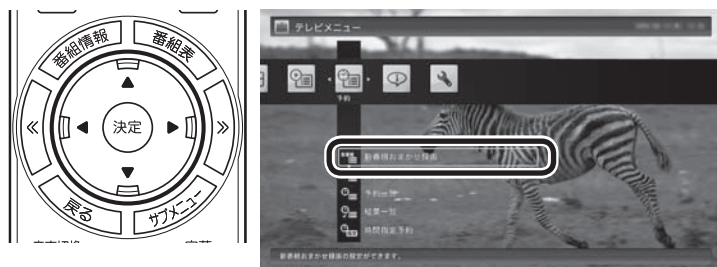 番組情報
番組表
決定
戻る
サブメニュー
テレビメニュー
予約
新番組おまかせ録画
予約一覧
結果一覧
時間指定予約
新番組おまかせ録画の設定ができます。